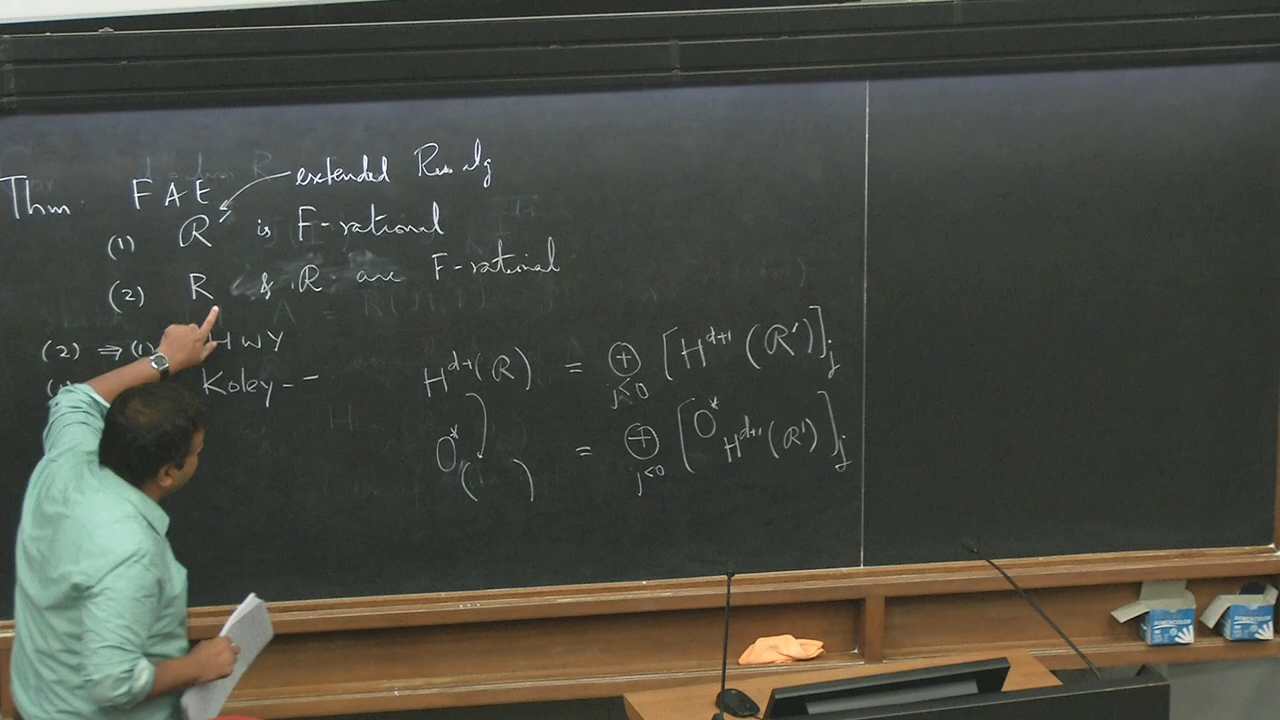 Thm. FAE extended Rees alg
(1) R' is F-rational
(2) R & R are F-rational
(2) ⇒ (1) HWY
Koley --
H^{d+1}(R) = ⊕_{j<0} [H^{d+1}(R')]_j
0^*_{( )} = ⊕_{j<0} [0^*_{H^{d+1}(R')}]_j